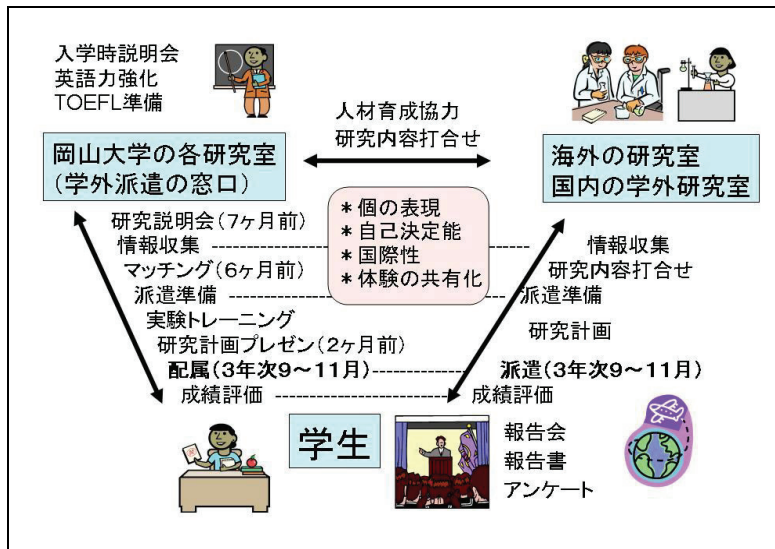 入学時説明会
英語力強化
TOEFL準備
人材育成協力
研究内容打合せ
岡山大学の各研究室
(学外派遣の窓口)
海外の研究室
国内の学外研究室
＊個の表現
＊自己決定能
＊国際性
＊体験の共有化
研究説明会(7ヶ月前)
情報収集
マッチング(6ヶ月前)
派遣準備
実験トレーニング
研究計画プレゼン(2ヶ月前)
配属(3年次9～11月)
成績評価
情報収集
研究内容打合せ
派遣準備
研究計画
派遣(3年次9～11月)
成績評価
学生
報告会
報告書
アンケート